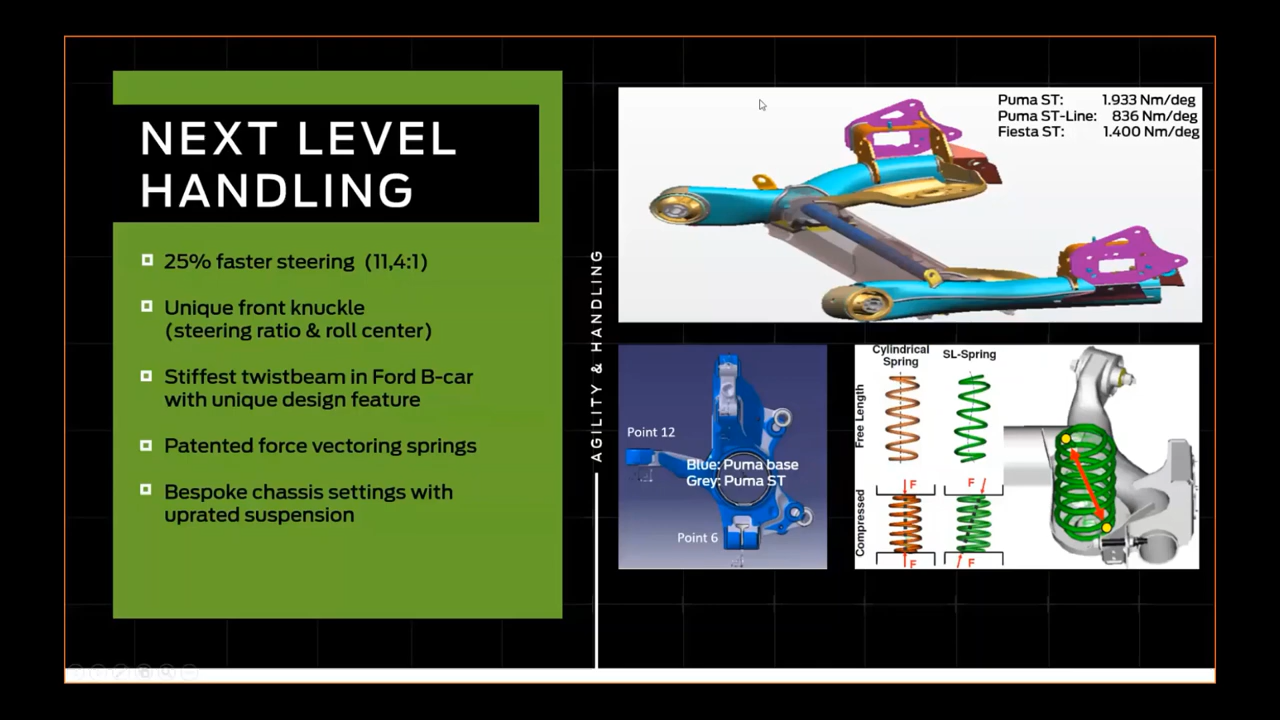 NEXT LEVEL
HANDLING
25% faster steering (11,4:1)
Unique front knuckle
(steering ratio & roll center)
Stiffest twistbeam in Ford B-car
with unique design feature
Patented force vectoring springs
Bespoke chassis settings with
uprated suspension
AGILITY & HANDLING
Puma ST: 1.933 Nm/deg
Puma ST-Line: 836 Nm/deg
Fiesta ST: 1.400 Nm/deg
Point 12
Blue: Puma base
Grey: Puma ST
Point 6
Cylindrical
Spring
SL-Spring
Free Length
Compressed
F
F
F
F